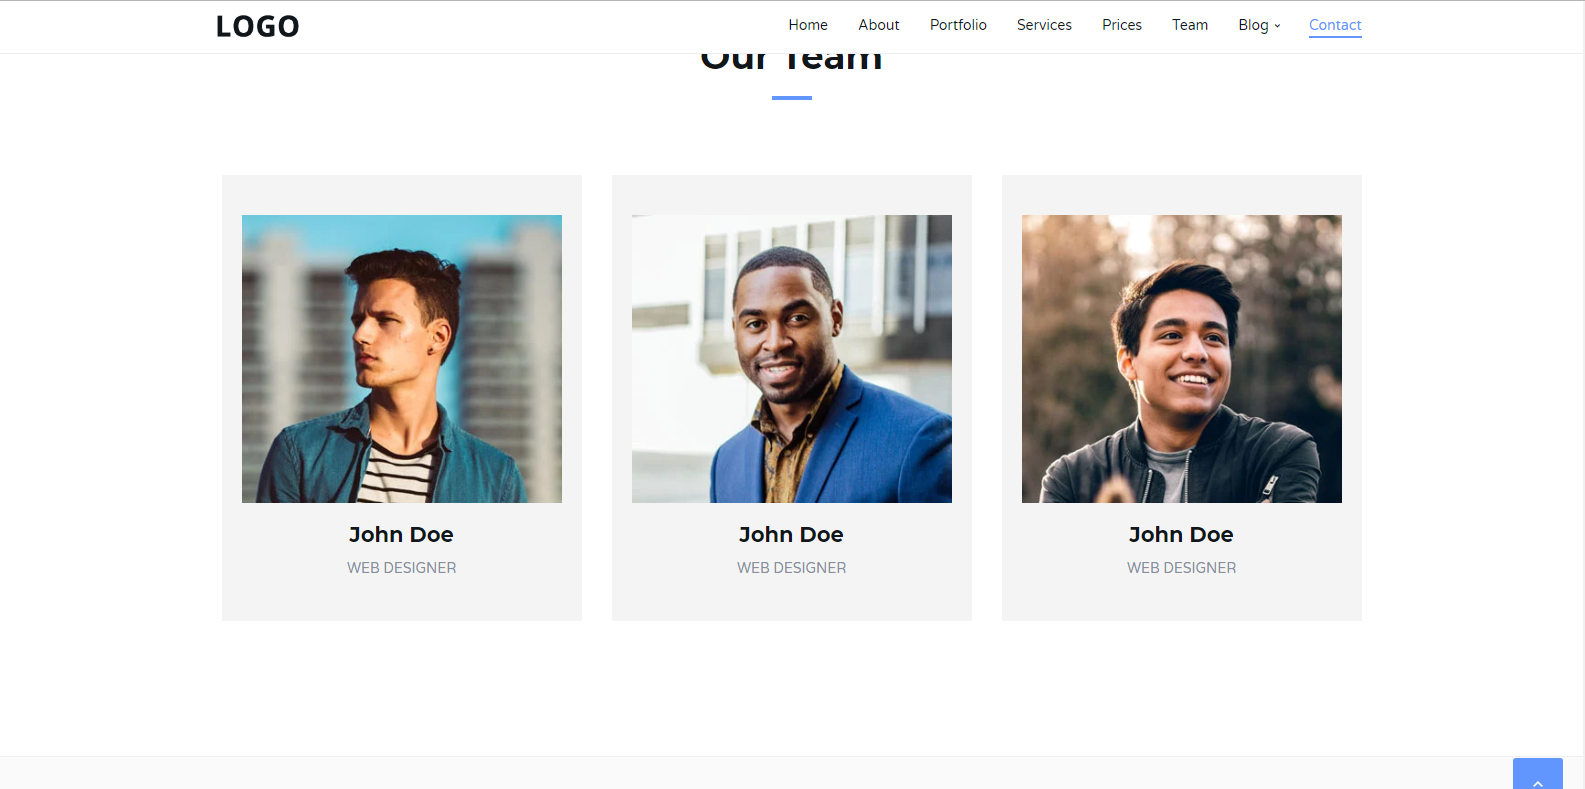 LOGO
Home About Portfolio Services Prices Team Blog Contact
Our Team
John Doe
WEB DESIGNER
John Doe
WEB DESIGNER
John Doe
WEB DESIGNER